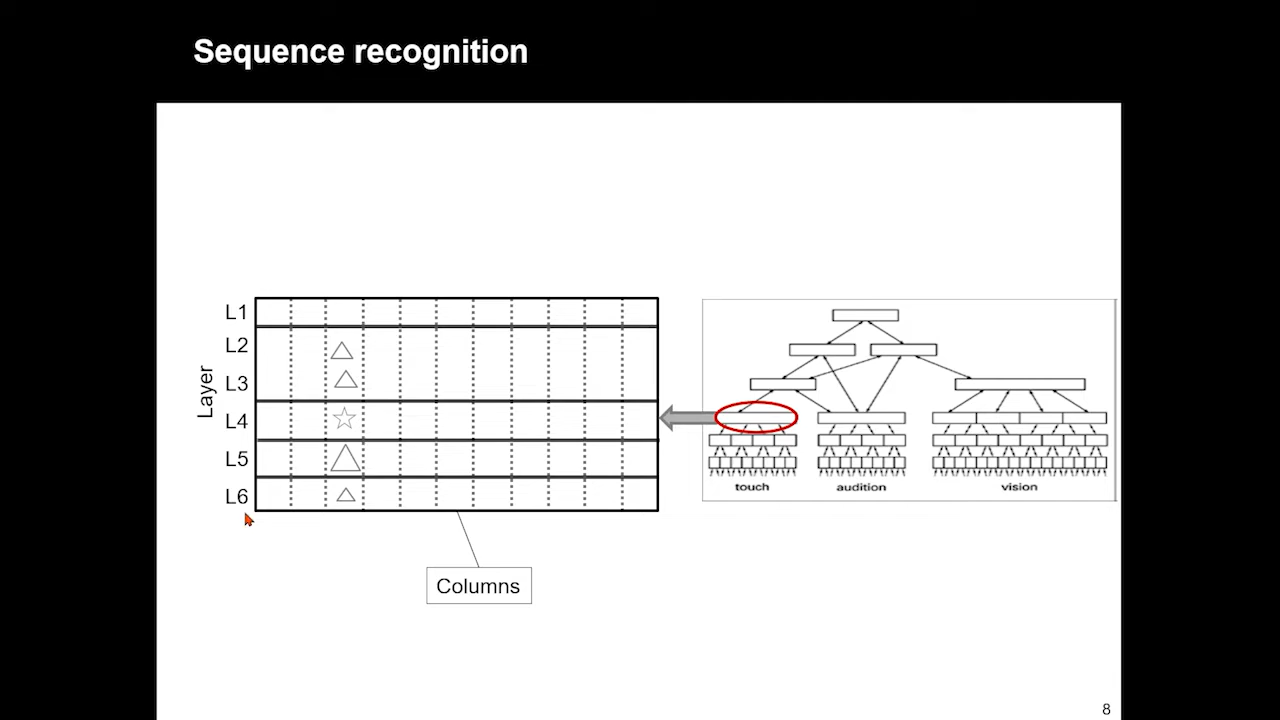 Sequence recognition
Layer
L1
L2
L3
L4
L5
L6
Columns
touch
audition
vision
8